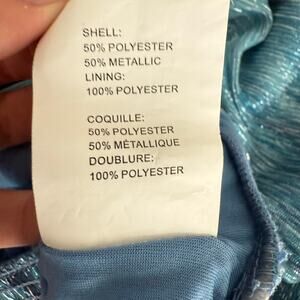 SHELL:
50% POLYESTER
50% METALLIC
LINING:
100% POLYESTER
COQUILLE:
50% POLYESTER
50% MÉTALLIQUE
DOUBLURE:
100% POLYESTER